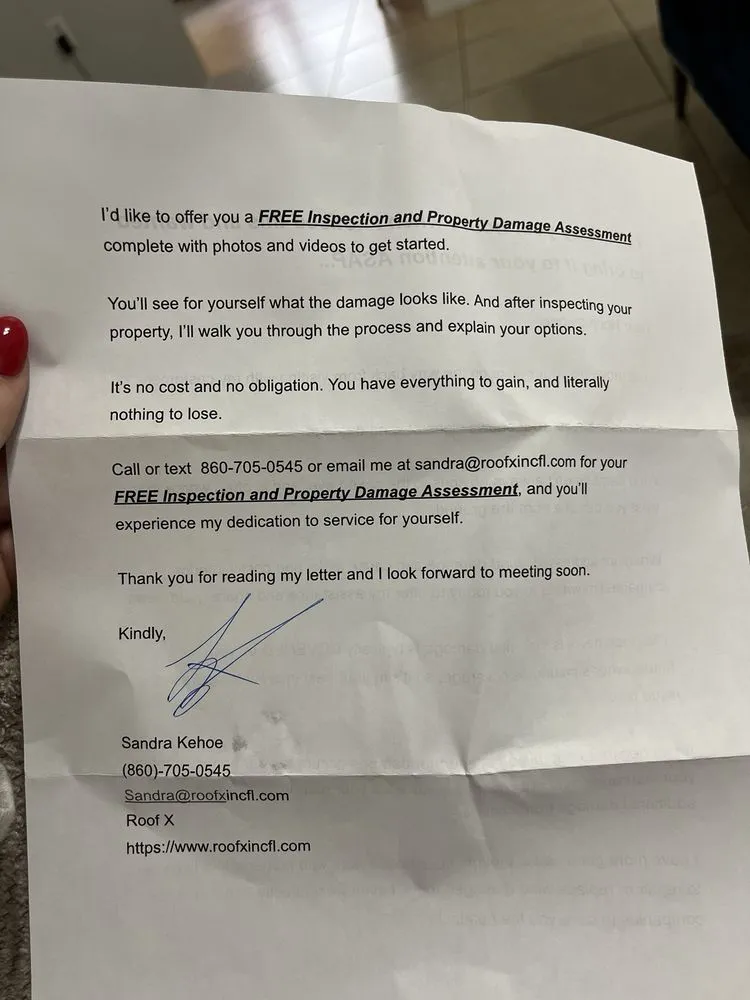 I'd like to offer you a FREE Inspection and Property Damage Assessment
complete with photos and videos to get started.
You'll see for yourself what the damage looks like. And after inspecting your
property, I'll walk you through the process and explain your options.
It's no cost and no obligation. You have everything to gain, and literally
nothing to lose.
Call or text 860-705-0545 or email me at sandra@roofxincfl.com for your
FREE Inspection and Property Damage Assessment, and you'll
experience my dedication to service for yourself.
Thank you for reading my letter and I look forward to meeting soon.
Kindly,
Sandra Kehoe
(860)-705-0545
Sandra@roofxincfl.com
Roof X
https://www.roofxincfl.com